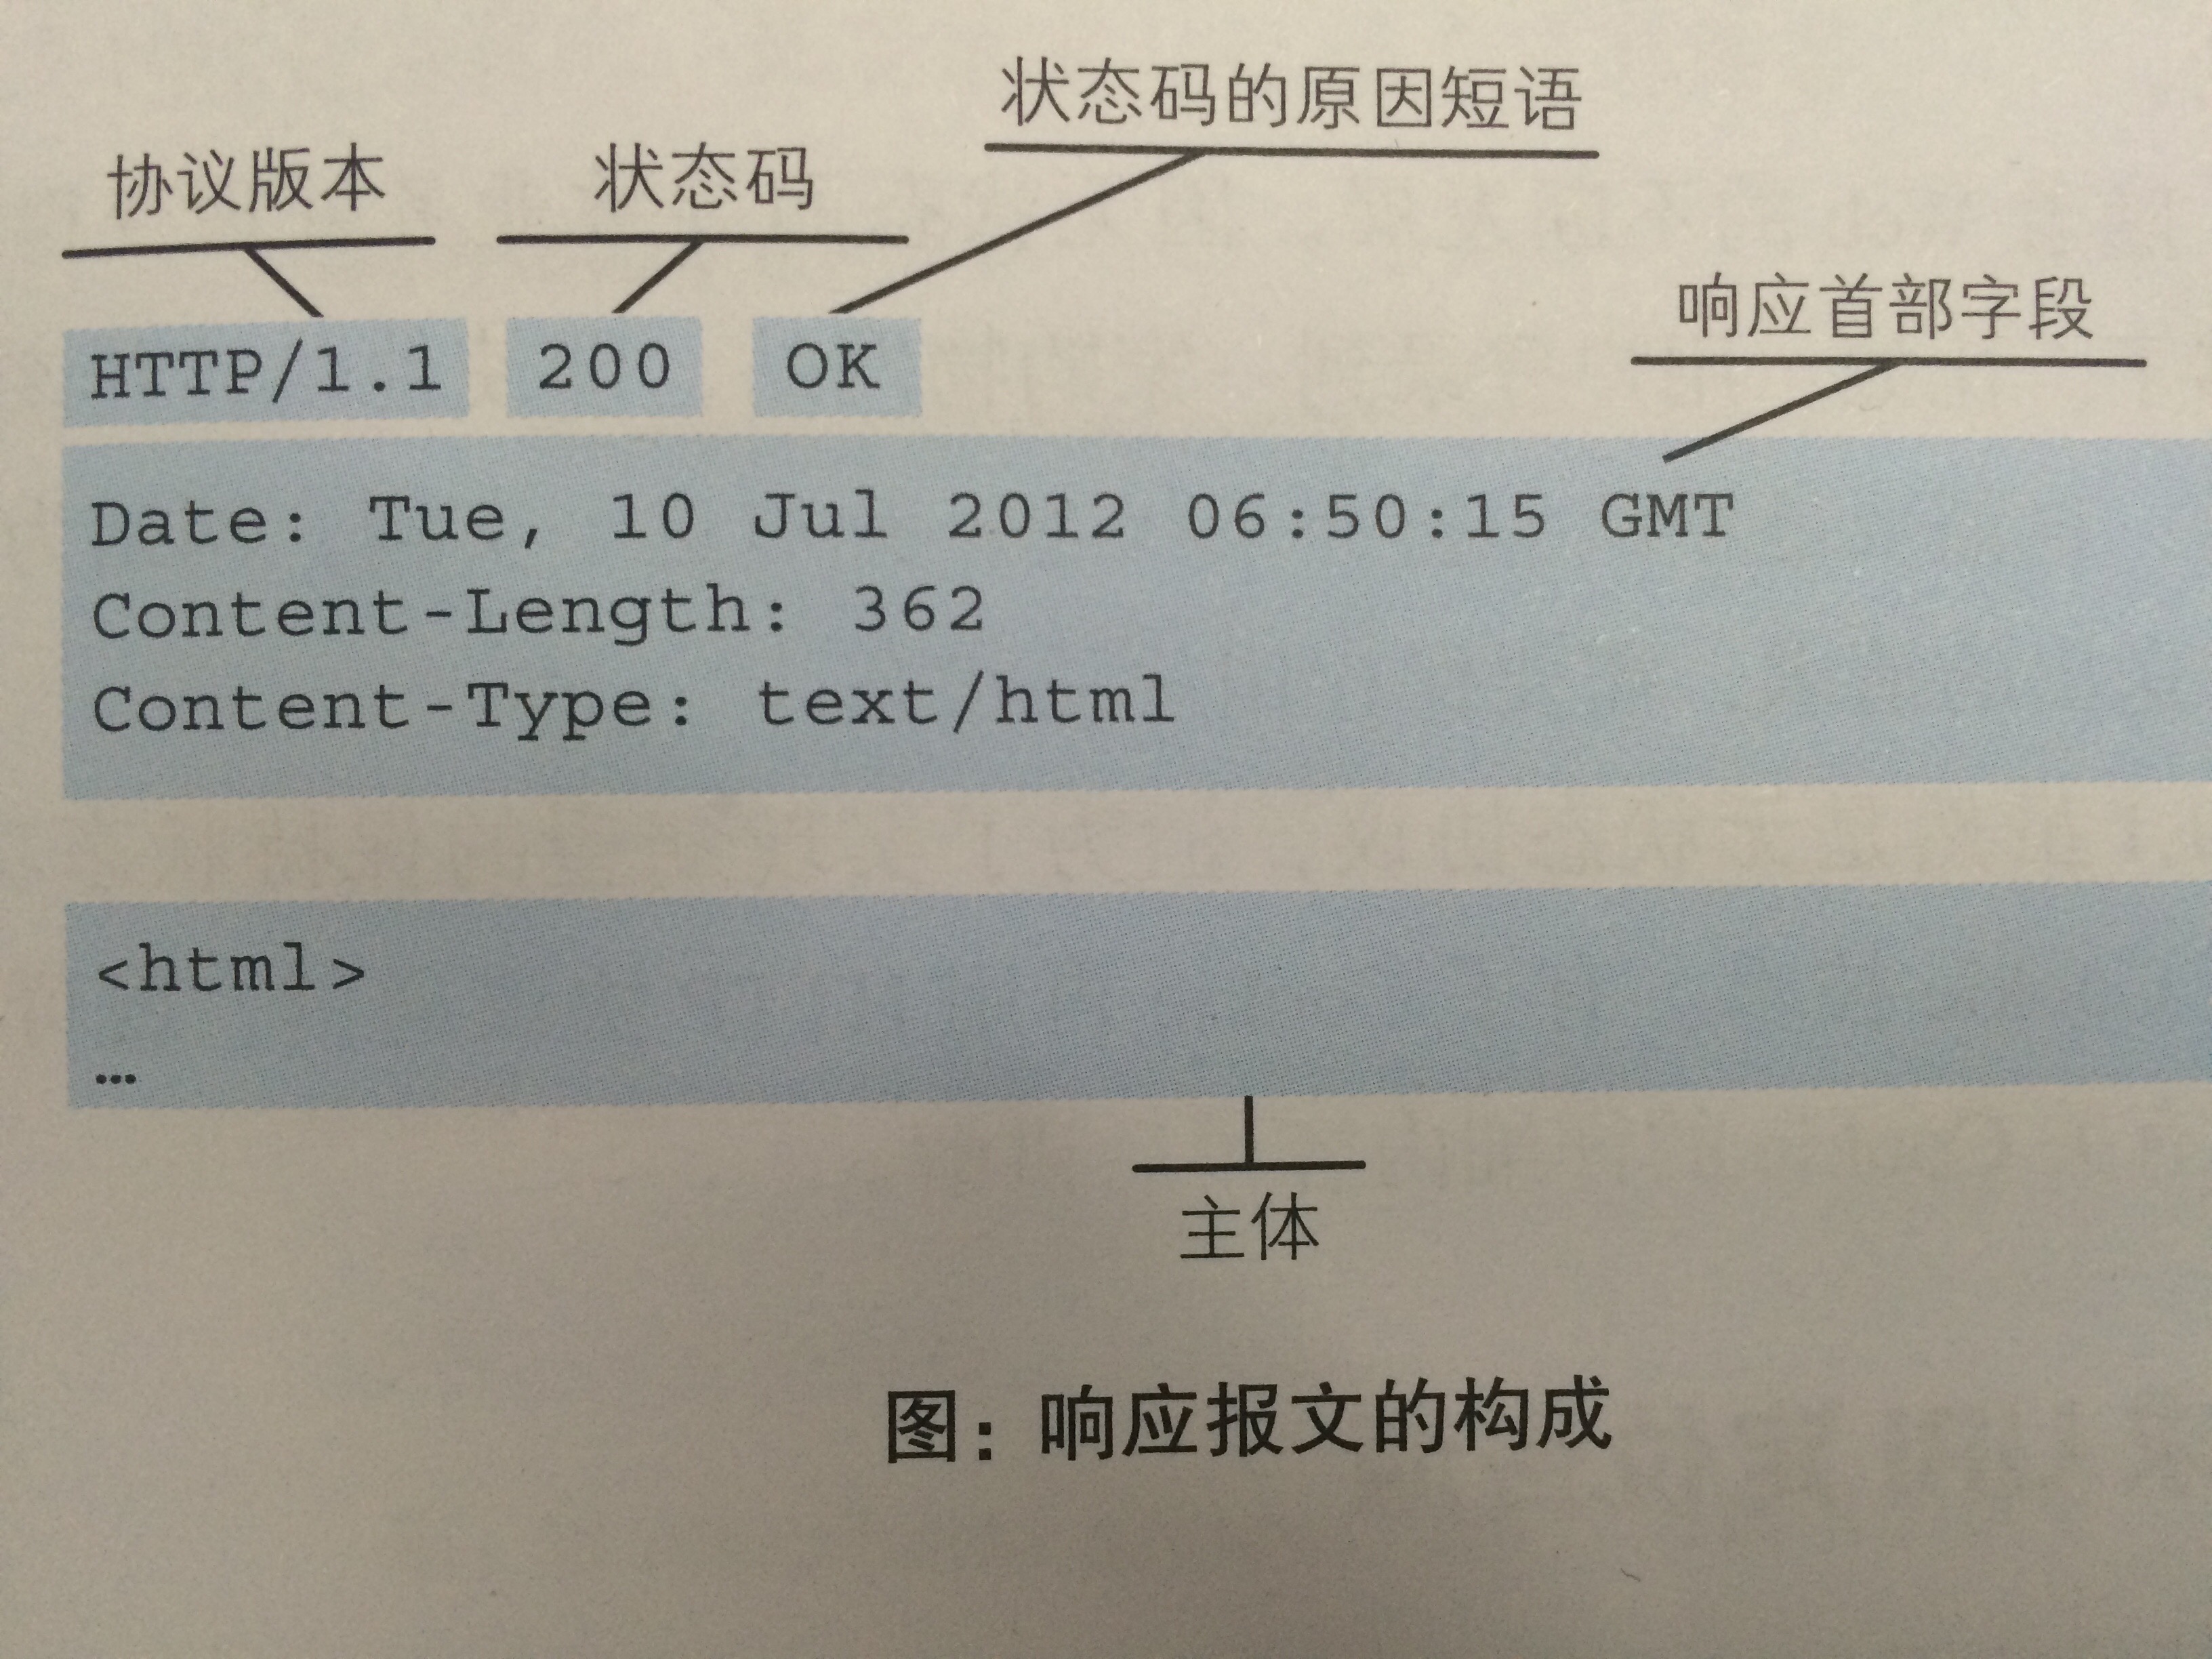 状态码的原因短语
协议版本 状态码
响应首部字段
HTTP/1.1 200 OK
Date: Tue, 10 Jul 2012 06:50:15 GMT
Content-Length: 362
Content-Type: text/html
<html>
…
主体
图：响应报文的构成